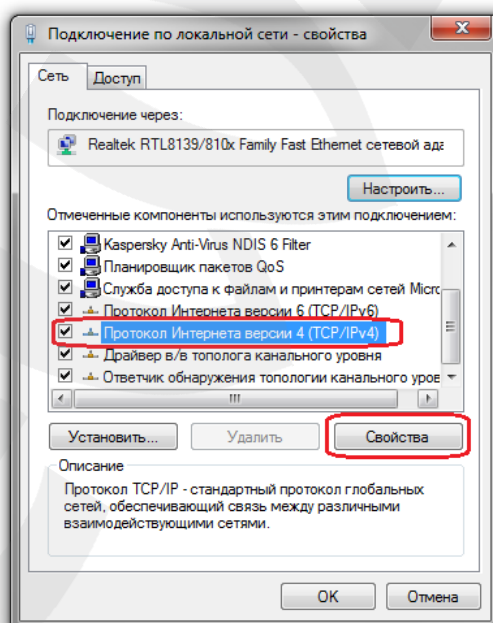 Подключение по локальной сети - свойства
Сеть
Доступ
Подключение через:
Realtek RTL8139/810x Family Fast Ethernet сетевой ада
Настроить...
Отмеченные компоненты используются этим подключением:
Kaspersky Anti-Virus NDIS 6 Filter
Планировщик пакетов QoS
Служба доступа к файлам и принтерам сетей Micrc
Протокол Интернета версии 6 (TCP/IPv6)
Протокол Интернета версии 4 (TCP/IPv4)
Драйвер в/в тополога канального уровня
Ответчик обнаружения топологии канального уров
Установить...
Удалить
Свойства
Описание
Протокол TCP/IP - стандартный протокол глобальных
сетей, обеспечивающий связь между различными
взаимодействующими сетями.
OK
Отмена